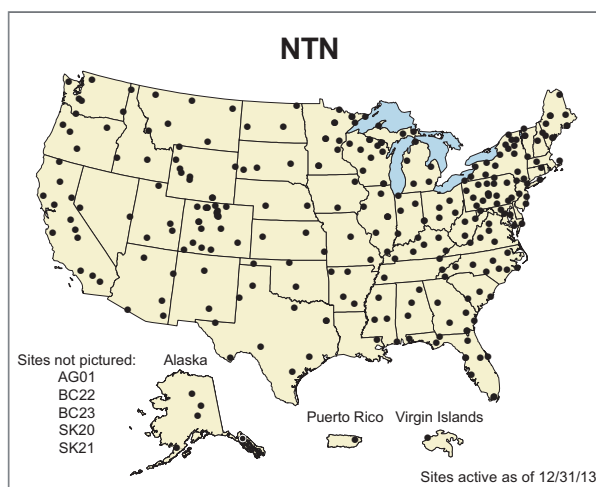 NTN
Sites not pictured:
AG01
BC22
BC23
SK20
SK21
Alaska
Puerto Rico
Virgin Islands
Sites active as of 12/31/13